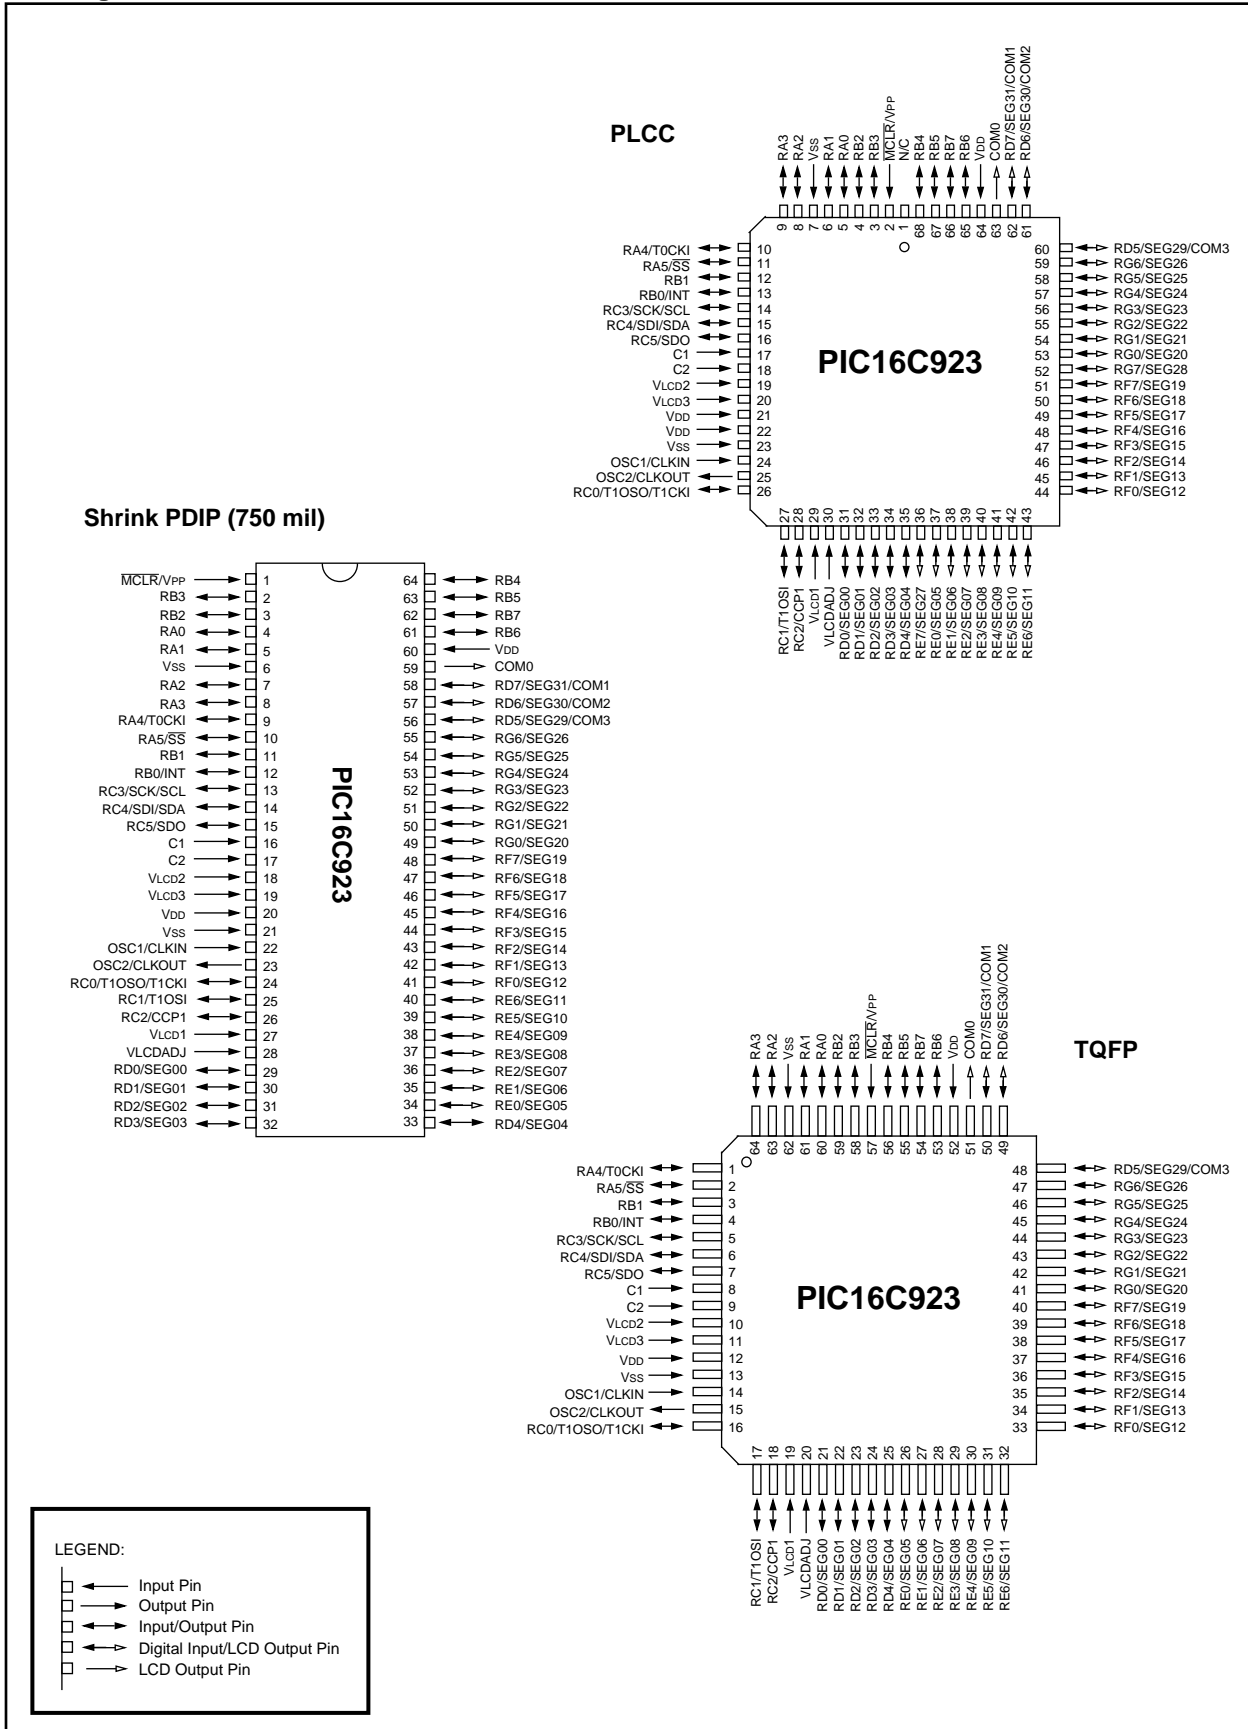 PLCC
RA3
RA2
VSS
RA1
RA0
RB2
RB3
MCLR/VPP
N/C
RB4
RB5
RB7
RB6
VDD
COM0
RD7/SEG31/COM1
RD6/SEG30/COM2
9 8 7 6 5 4 3 2 1 68 67 66 65 64 63 62 61
RA4/T0CKI 10
RA5/SS 11
RB1 12
RB0/INT 13
RC3/SCK/SCL 14
RC4/SDI/SDA 15
RC5/SDO 16
C1 17
C2 18
VLCD2 19
VLCD3 20
VDD 21
VDD 22
VSS 23
OSC1/CLKIN 24
OSC2/CLKOUT 25
RC0/T1OSO/T1CKI 26
PIC16C923
60 RD5/SEG29/COM3
59 RG6/SEG26
58 RG5/SEG25
57 RG4/SEG24
56 RG3/SEG23
55 RG2/SEG22
54 RG1/SEG21
53 RG0/SEG20
52 RG7/SEG28
51 RF7/SEG19
50 RF6/SEG18
49 RF5/SEG17
48 RF4/SEG16
47 RF3/SEG15
46 RF2/SEG14
45 RF1/SEG13
44 RF0/SEG12
27 28 29 30 31 32 33 34 35 36 37 38 39 40 41 42 43
RC1/T1OSI
RC2/CCP1
VLCD1
VLCDADJ
RD0/SEG00
RD1/SEG01
RD2/SEG02
RD3/SEG03
RD4/SEG04
RE7/SEG27
RE0/SEG05
RE1/SEG06
RE2/SEG07
RE3/SEG08
RE4/SEG09
RE5/SEG10
RE6/SEG11
Shrink PDIP (750 mil)
MCLR/VPP 1 64 RB4
RB3 2 63 RB5
RB2 3 62 RB7
RA0 4 61 RB6
RA1 5 60 VDD
VSS 6 59 COM0
RA2 7 58 RD7/SEG31/COM1
RA3 8 57 RD6/SEG30/COM2
RA4/T0CKI 9 56 RD5/SEG29/COM3
RA5/SS 10 55 RG6/SEG26
RB1 11 54 RG5/SEG25
RB0/INT 12 53 RG4/SEG24
RC3/SCK/SCL 13 52 RG3/SEG23
RC4/SDI/SDA 14 51 RG2/SEG22
RC5/SDO 15 50 RG1/SEG21
C1 16 49 RG0/SEG20
C2 17 48 RF7/SEG19
VLCD2 18 47 RF6/SEG18
VLCD3 19 46 RF5/SEG17
VDD 20 45 RF4/SEG16
VSS 21 44 RF3/SEG15
OSC1/CLKIN 22 43 RF2/SEG14
OSC2/CLKOUT 23 42 RF1/SEG13
RC0/T1OSO/T1CKI 24 41 RF0/SEG12
RC1/T1OSI 25 40 RE6/SEG11
RC2/CCP1 26 39 RE5/SEG10
VLCD1 27 38 RE4/SEG09
VLCDADJ 28 37 RE3/SEG08
RD0/SEG00 29 36 RE2/SEG07
RD1/SEG01 30 35 RE1/SEG06
RD2/SEG02 31 34 RE0/SEG05
RD3/SEG03 32 33 RD4/SEG04
PIC16C923
TQFP
RA3
RA2
VSS
RA1
RA0
RB2
RB3
MCLR/VPP
RB4
RB5
RB7
RB6
VDD
COM0
RD7/SEG31/COM1
RD6/SEG30/COM2
64 63 62 61 60 59 58 57 56 55 54 53 52 51 50 49
RA4/T0CKI 1
RA5/SS 2
RB1 3
RB0/INT 4
RC3/SCK/SCL 5
RC4/SDI/SDA 6
RC5/SDO 7
C1 8
C2 9
VLCD2 10
VLCD3 11
VDD 12
VSS 13
OSC1/CLKIN 14
OSC2/CLKOUT 15
RC0/T1OSO/T1CKI 16
PIC16C923
48 RD5/SEG29/COM3
47 RG6/SEG26
46 RG5/SEG25
45 RG4/SEG24
44 RG3/SEG23
43 RG2/SEG22
42 RG1/SEG21
41 RG0/SEG20
40 RF7/SEG19
39 RF6/SEG18
38 RF5/SEG17
37 RF4/SEG16
36 RF3/SEG15
35 RF2/SEG14
34 RF1/SEG13
33 RF0/SEG12
17 18 19 20 21 22 23 24 25 26 27 28 29 30 31 32
RC1/T1OSI
RC2/CCP1
VLCD1
VLCDADJ
RD0/SEG00
RD1/SEG01
RD2/SEG02
RD3/SEG03
RD4/SEG04
RE0/SEG05
RE1/SEG06
RE2/SEG07
RE3/SEG08
RE4/SEG09
RE5/SEG10
RE6/SEG11
LEGEND:
Input Pin
Output Pin
Input/Output Pin
Digital Input/LCD Output Pin
LCD Output Pin